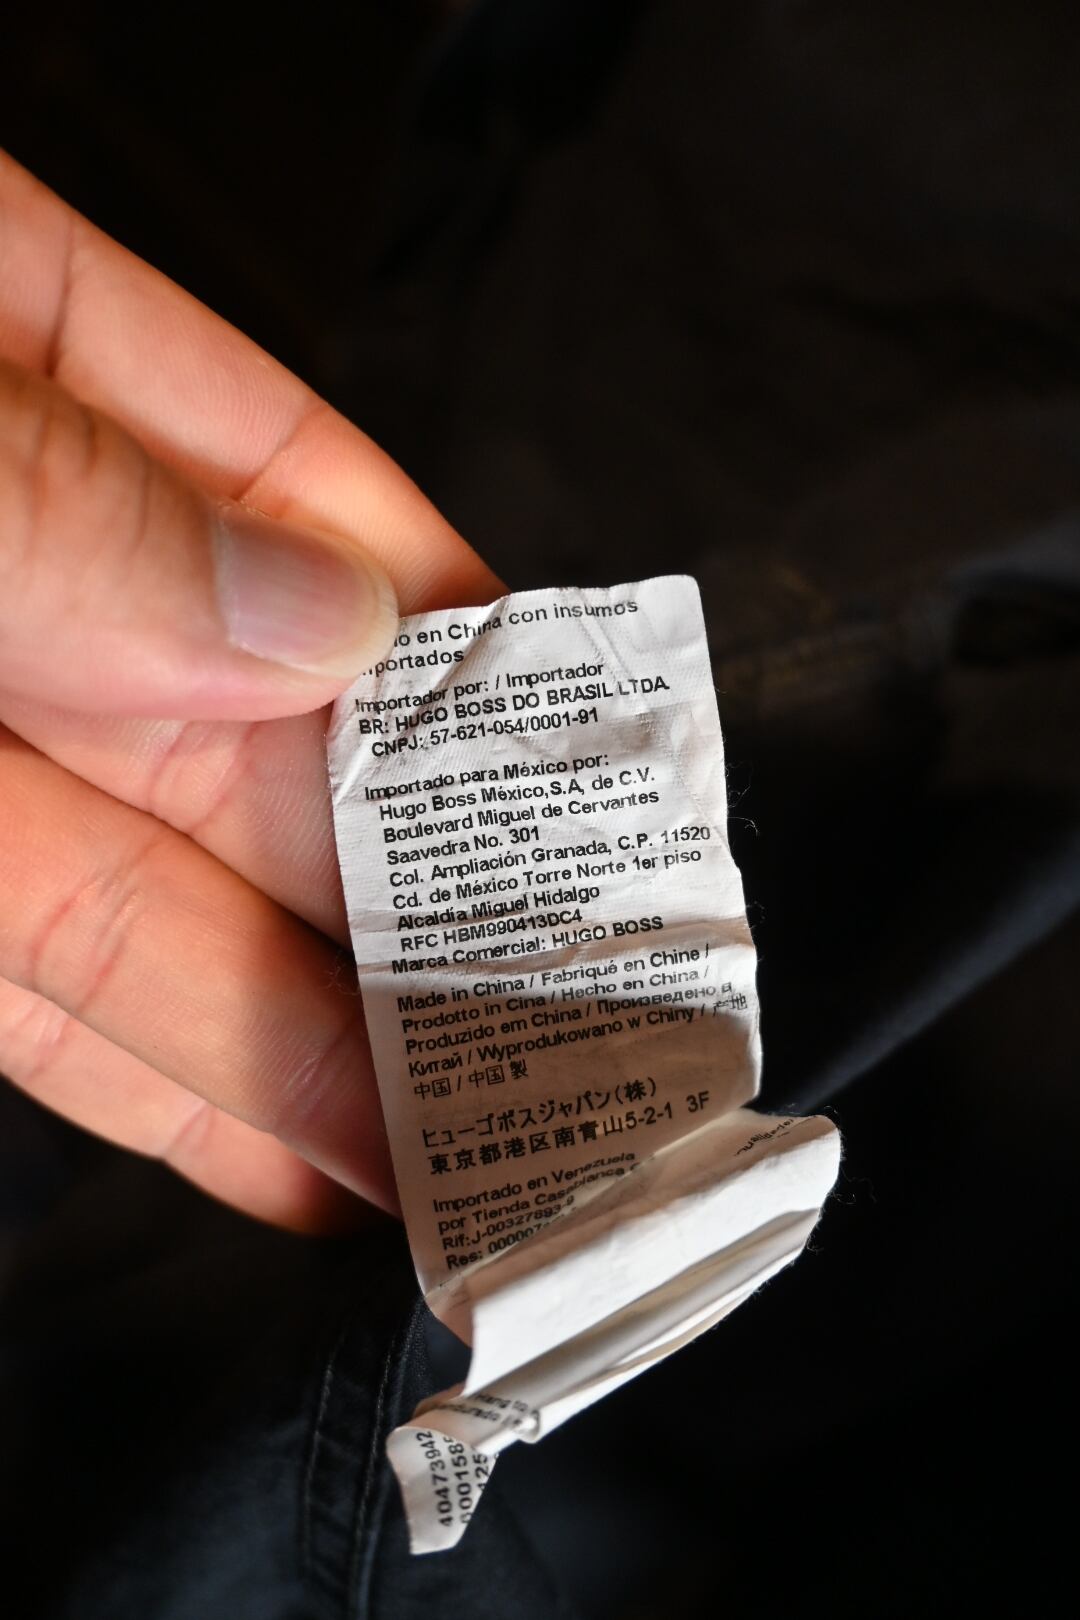 en China con insumos
Importador por: / Importador
BR: HUGO BOSS DO BRASIL LTDA.
CNPJ: 57-621-054/0001-91
Importado para México por:
Hugo Boss México,S.A, de C.V.
Boulevard Miguel de Cervantes
Saavedra No. 301
Col. Ampliación Granada, C.P. 11520
Cd. de México Torre Norte 1er piso
Alcaldía Miguel Hidalgo
RFC HBM990413DC4
Marca Comercial: HUGO BOSS
Made in China / Fabriqué en Chine /
Prodotto in Cina / Hecho en China /
Produzido em China / Произведено в
Китай / Wyprodukowano w Chiny / 产地
中国 / 中国 製
ヒューゴボスジャパン(株)
東京都港区南青山5-2-1 3F
Importado en Venezuela
por Tienda Casablanca
Rif:J-00327893-9
Res:
40473942